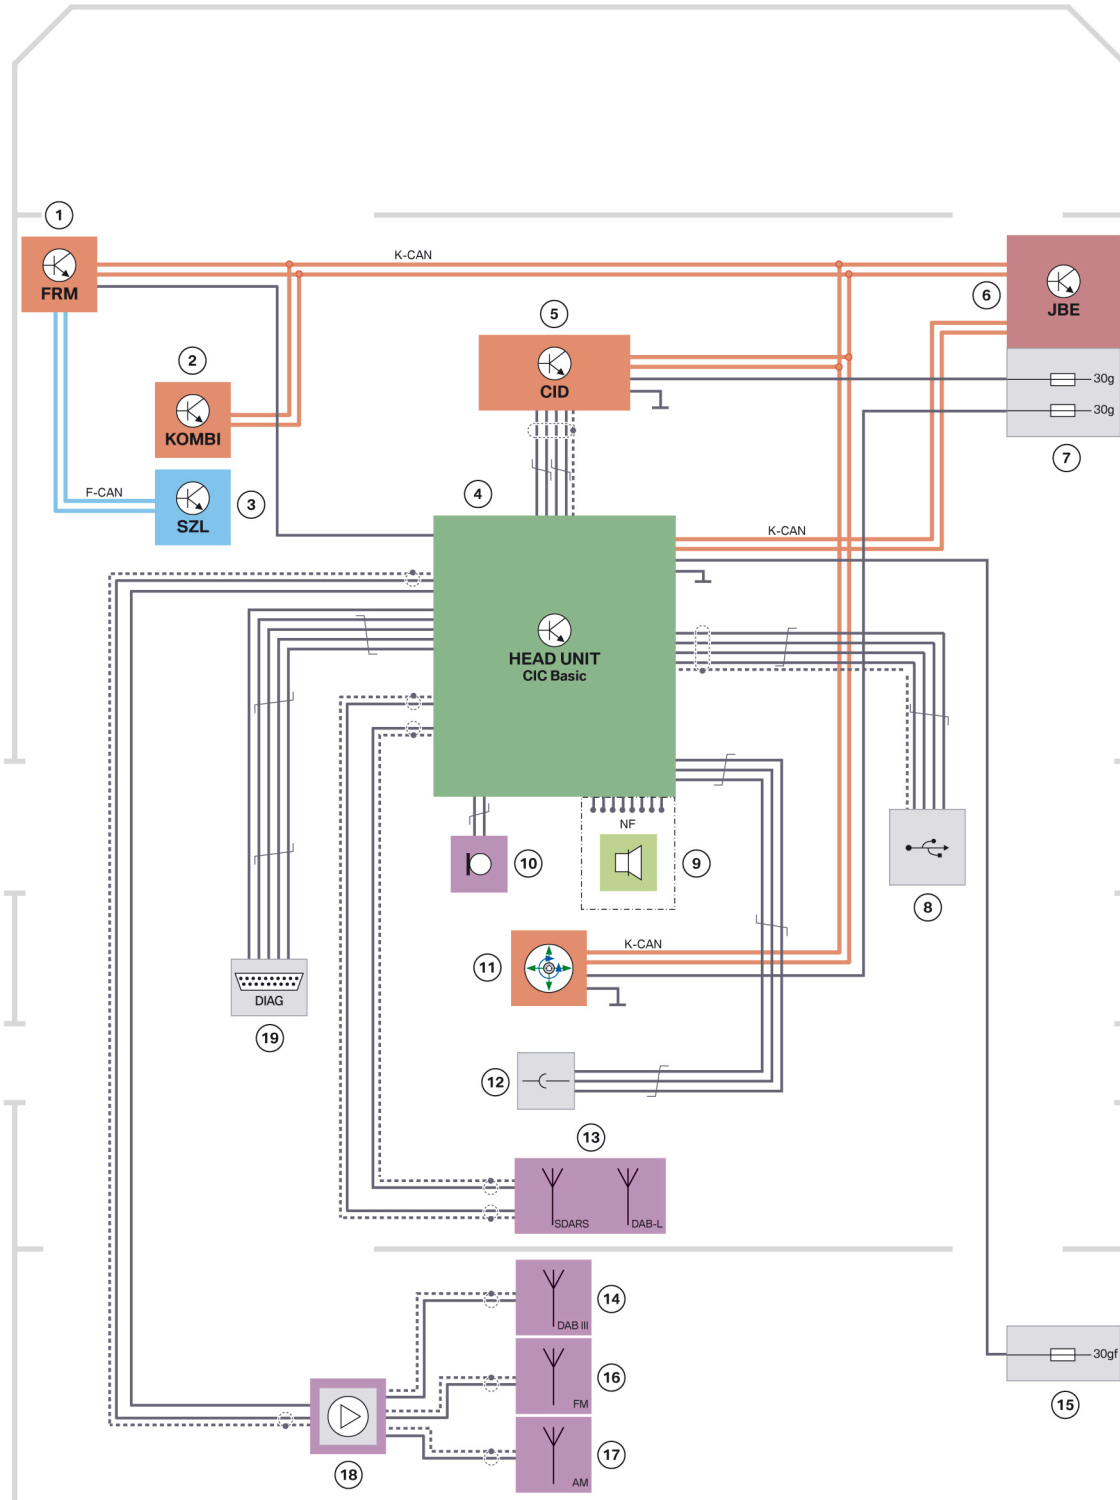 1
K-CAN
FRM
6
JBE
5
CID
30g
30g
2
KOMBI
7
F-CAN
SZL
3
4
K-CAN
HEAD UNIT
CIC Basic
NF
10
9
8
K-CAN
11
DIAG
19
12
13
SDARS
DAB-L
14
DAB III
30gf
16
FM
15
17
AM
18